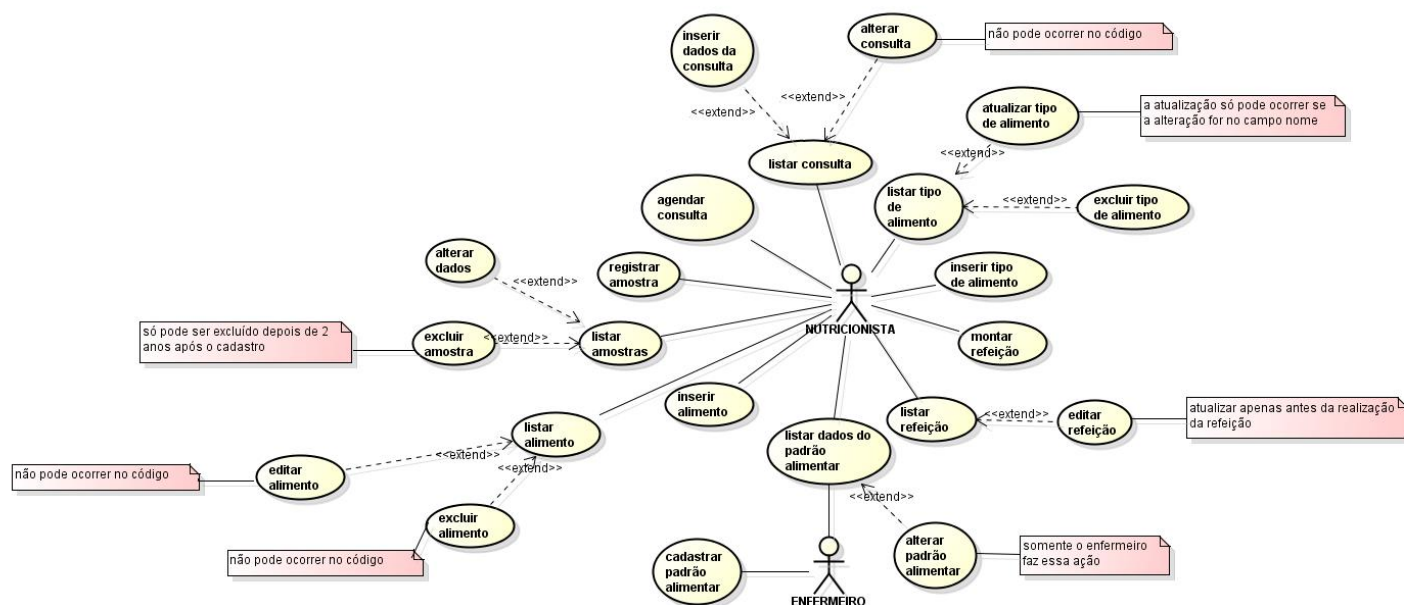 inserir
dados da
consulta
alterar
consulta
não pode ocorrer no código
<<extend>>
<<extend>>
atualizar tipo
de alimento
a atualização só pode ocorrer se
a alteração for no campo nome
<<extend>>
listar consulta
agendar
consulta
listar tipo
de
alimento
<<extend>>
excluir tipo
de alimento
alterar
dados
<<extend>>
registrar
amostra
inserir tipo
de alimento
NUTRICIONISTA
só pode ser excluído depois de 2
anos após o cadastro
excluir
amostra
<<extend>>
listar
amostras
montar
refeição
inserir
alimento
listar
refeição
<<extend>>
editar
refeição
atualizar apenas antes da realização
da refeição
listar
alimento
listar dados do
padrão
alimentar
não pode ocorrer no código
editar
alimento
<<extend>>
<<extend>>
<<extend>>
excluir
alimento
não pode ocorrer no código
alterar
padrão
alimentar
somente o enfermeiro
faz essa ação
cadastrar
padrão
alimentar
ENFERMEIRO